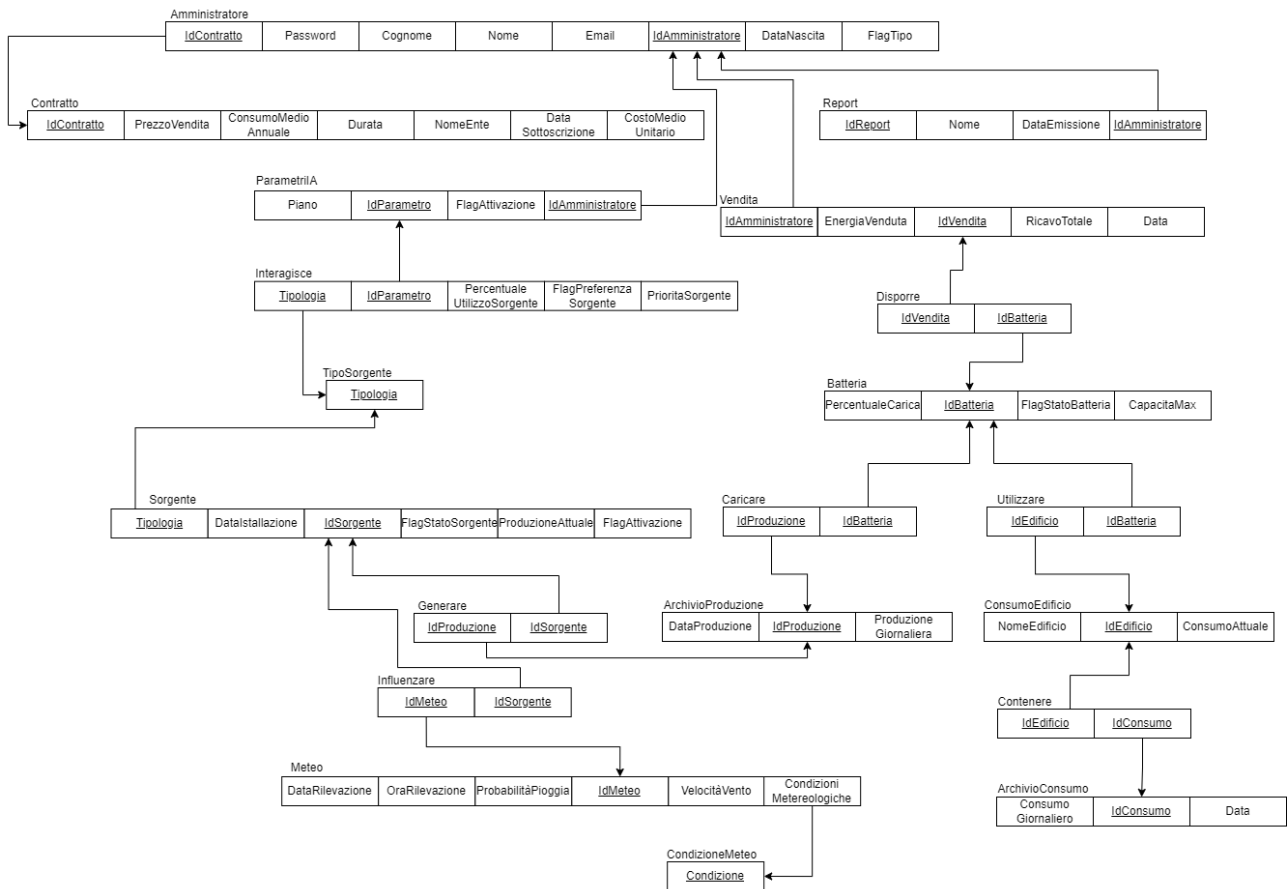 Amministratore
IdContratto Password Cognome Nome Email IdAmministratore DataNascita FlagTipo
Contratto
IdContratto PrezzoVendita ConsumoMedio Annuale Durata NomeEnte Data Sottoscrizione CostoMedio Unitario
Report
IdReport Nome DataEmissione IdAmministratore
ParametriIA
Piano IdParametro FlagAttivazione IdAmministratore
Vendita
IdAmministratore EnergiaVenduta IdVendita RicavoTotale Data
Interagisce
Tipologia IdParametro Percentuale UtilizzoSorgente FlagPreferenza Sorgente PrioritaSorgente
Disporre
IdVendita IdBatteria
TipoSorgente
Tipologia
Batteria
PercentualeCarica IdBatteria FlagStatoBatteria CapacitaMax
Sorgente
Tipologia DataIstallazione IdSorgente FlagStatoSorgente ProduzioneAttuale FlagAttivazione
Caricare
IdProduzione IdBatteria
Utilizzare
IdEdificio IdBatteria
Generare
IdProduzione IdSorgente
ArchivioProduzione
DataProduzione IdProduzione Produzione Giornaliera
ConsumoEdificio
NomeEdificio IdEdificio ConsumoAttuale
Influenzare
IdMeteo IdSorgente
Contenere
IdEdificio IdConsumo
Meteo
DataRilevazione OraRilevazione ProbabilitàPioggia IdMeteo VelocitàVento Condizioni Metereologiche
ArchivioConsumo
Consumo Giornaliero IdConsumo Data
CondizioneMeteo
Condizione